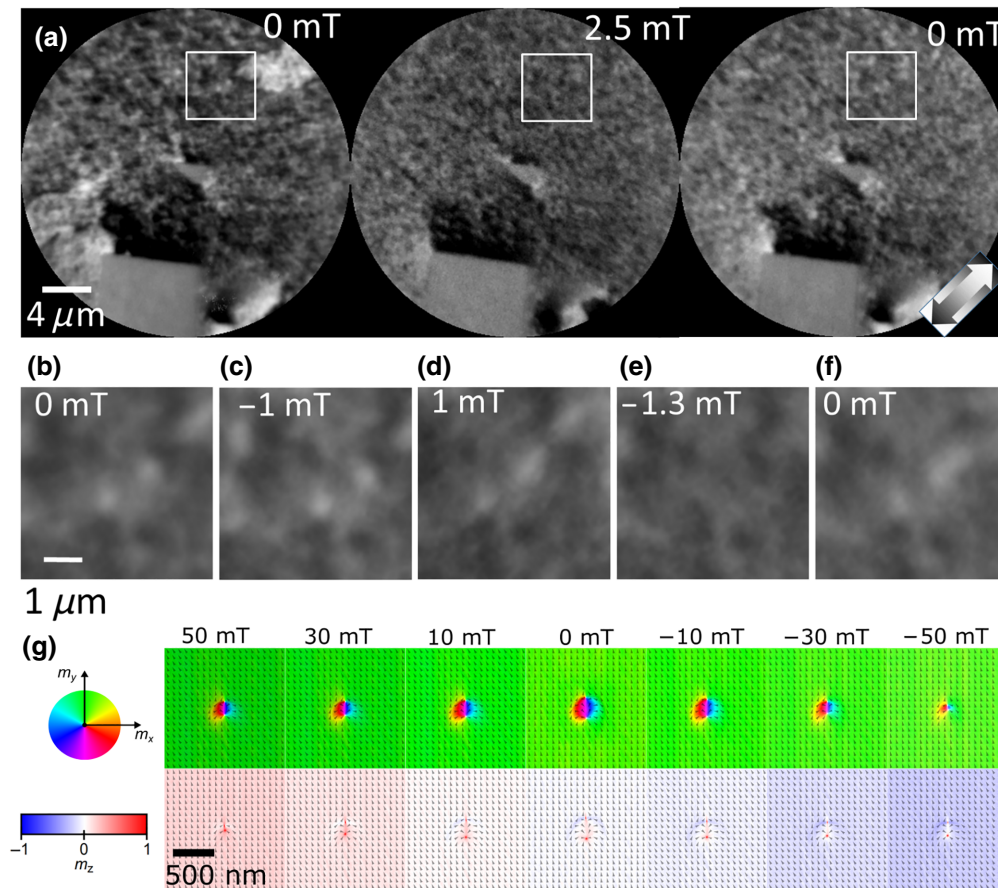 (a)
0 mT
2.5 mT
0 mT
4 μm
(b)
(c)
(d)
(e)
(f)
0 mT
−1 mT
1 mT
−1.3 mT
0 mT
1 μm
(g)
50 mT
30 mT
10 mT
0 mT
−10 mT
−30 mT
−50 mT
my
mx
−1
0
1
mz
500 nm